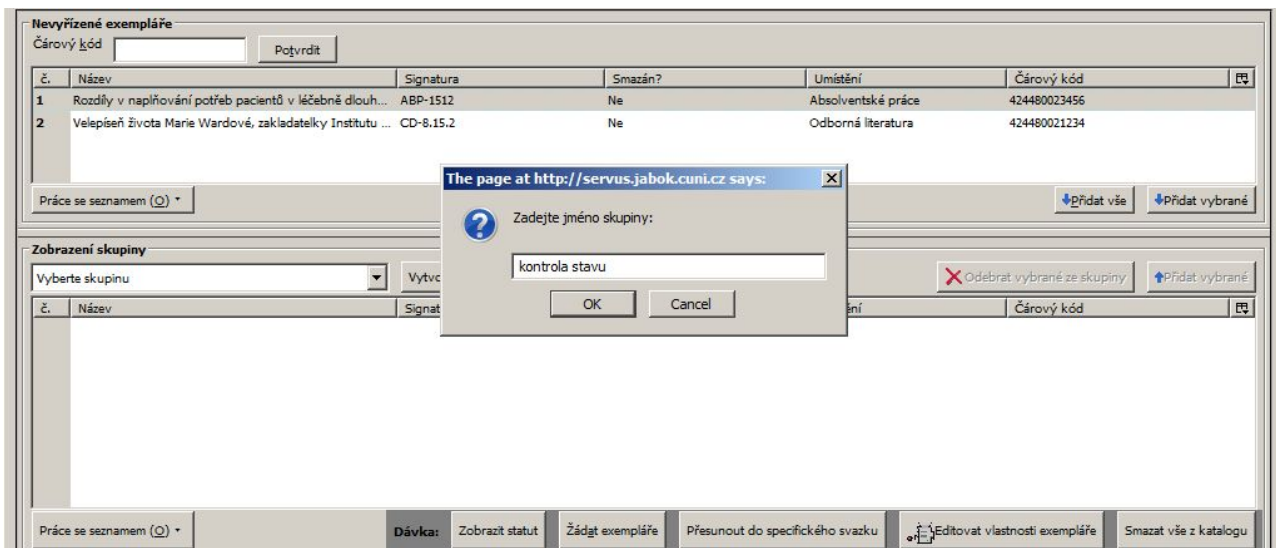 Nevyřízené exempláře
Čárový kód Potvrdit
č. Název Signatura Smazán? Umístění Čárový kód
1 Rozdíly v naplňování potřeb pacientů v léčebně dlouh... ABP-1512 Ne Absolventské práce 424480023456
2 Velepíseň života Marie Wardové, zakladatelky Institutu ... CD-8.15.2 Ne Odborná literatura 424480021234
Práce se seznamem (O) Přidat vše Přidat vybrané
The page at http://servus.jabok.cuni.cz says:
Zadejte jméno skupiny:
kontrola stavu
OK Cancel
Zobrazení skupiny
Vyberte skupinu Odebrat vybrané ze skupiny Přidat vybrané
č. Název Čárový kód
Práce se seznamem (O) Dávka: Zobrazit statut Žádat exempláře Přesunout do specifického svazku Editovat vlastnosti exempláře Smazat vše z katalogu